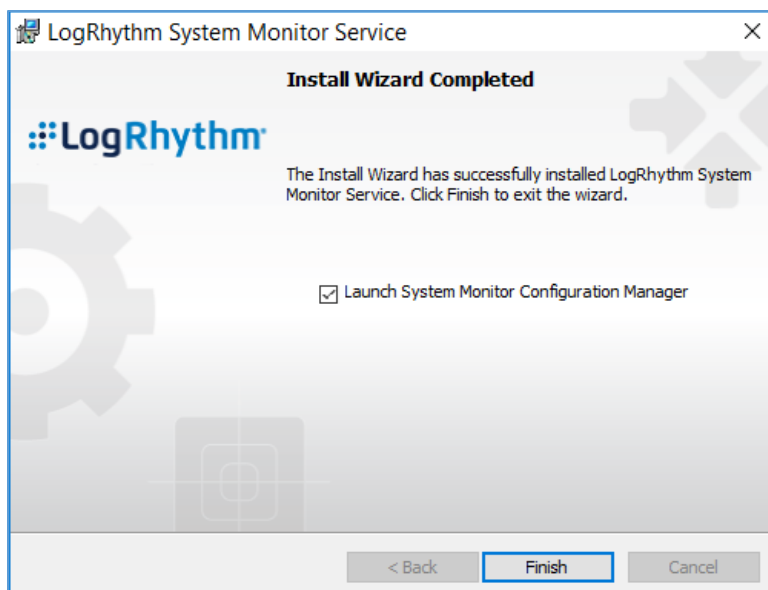 LogRhythm System Monitor Service
Install Wizard Completed
LogRhythm
The Install Wizard has successfully installed LogRhythm System
Monitor Service. Click Finish to exit the wizard.
Launch System Monitor Configuration Manager
< Back
Finish
Cancel